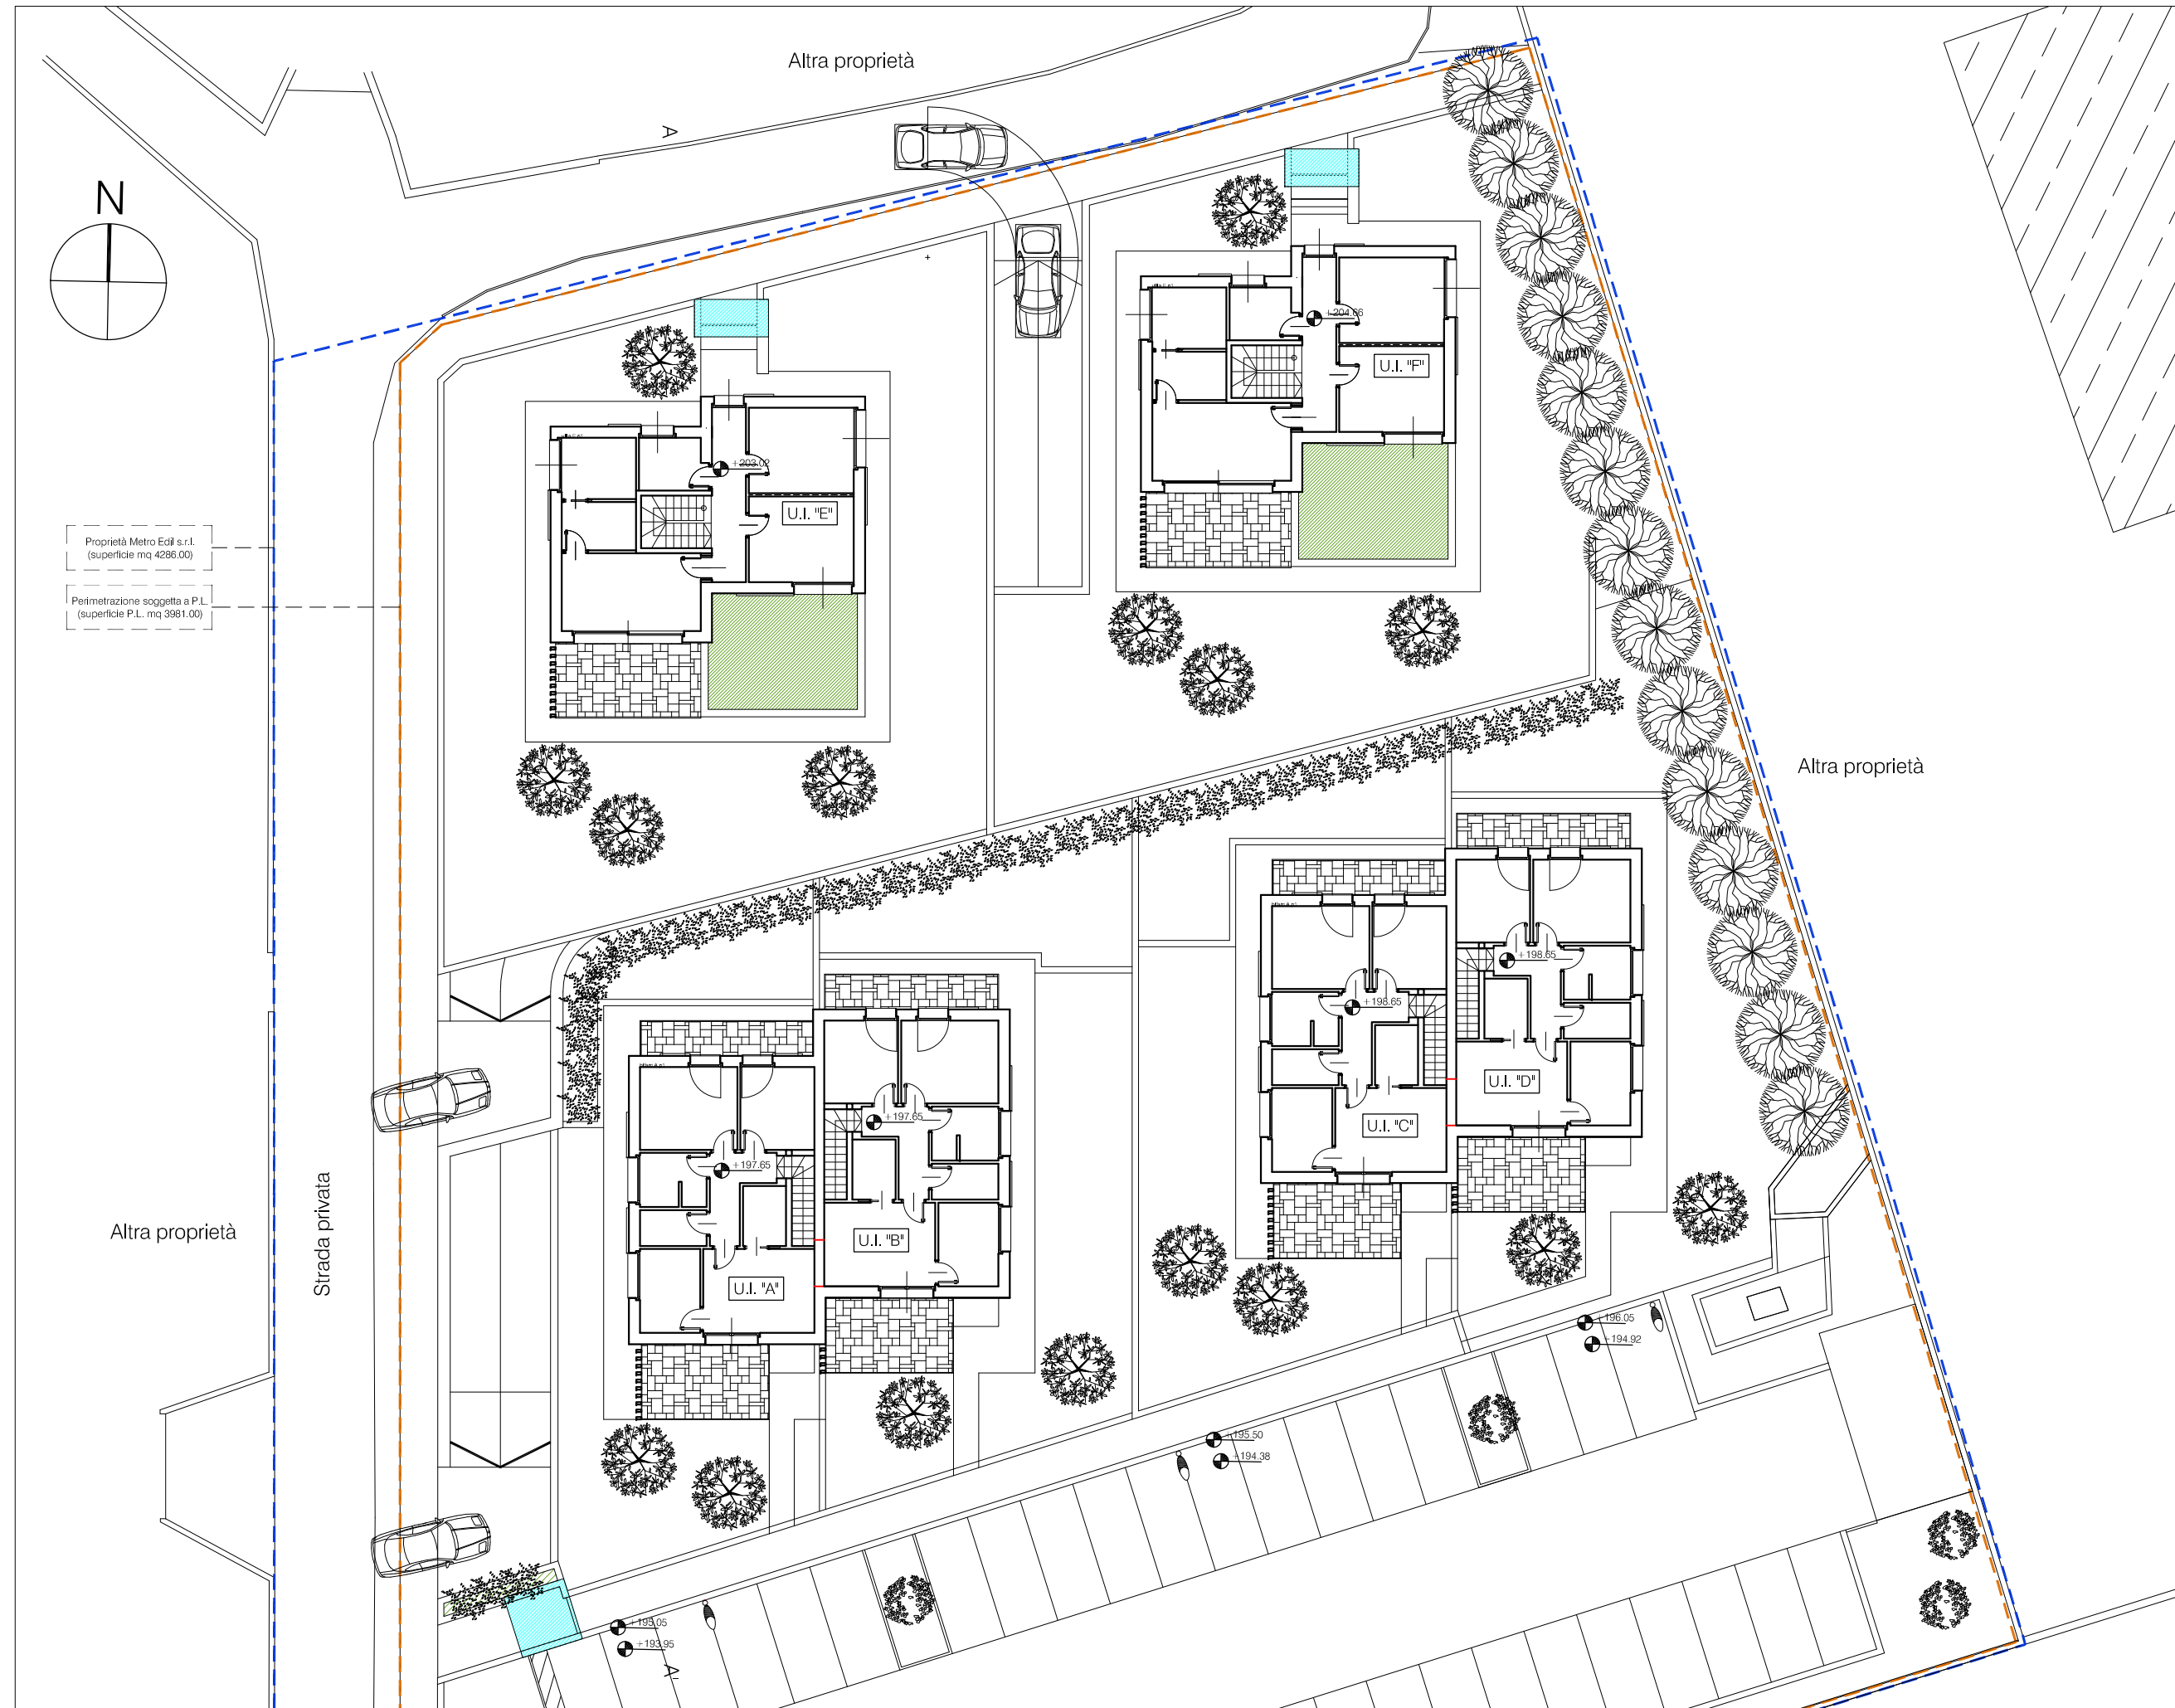 Altra proprietà
A
N
+204.66
U.I. "F"
+203.02
U.I. "E"
Proprietà Metro Edil s.r.l.
(superficie mq 4286.00)
Perimetrazione soggetta a P.L.
(superficie P.L. mq 3981.00)
Altra proprietà
+198.65
+198.65
U.I. "D"
U.I. "C"
+197.65
+197.65
U.I. "B"
U.I. "A"
Altra proprietà
Strada privata
+196.05
+194.92
+195.50
+194.38
+195.05
+193.95
A'